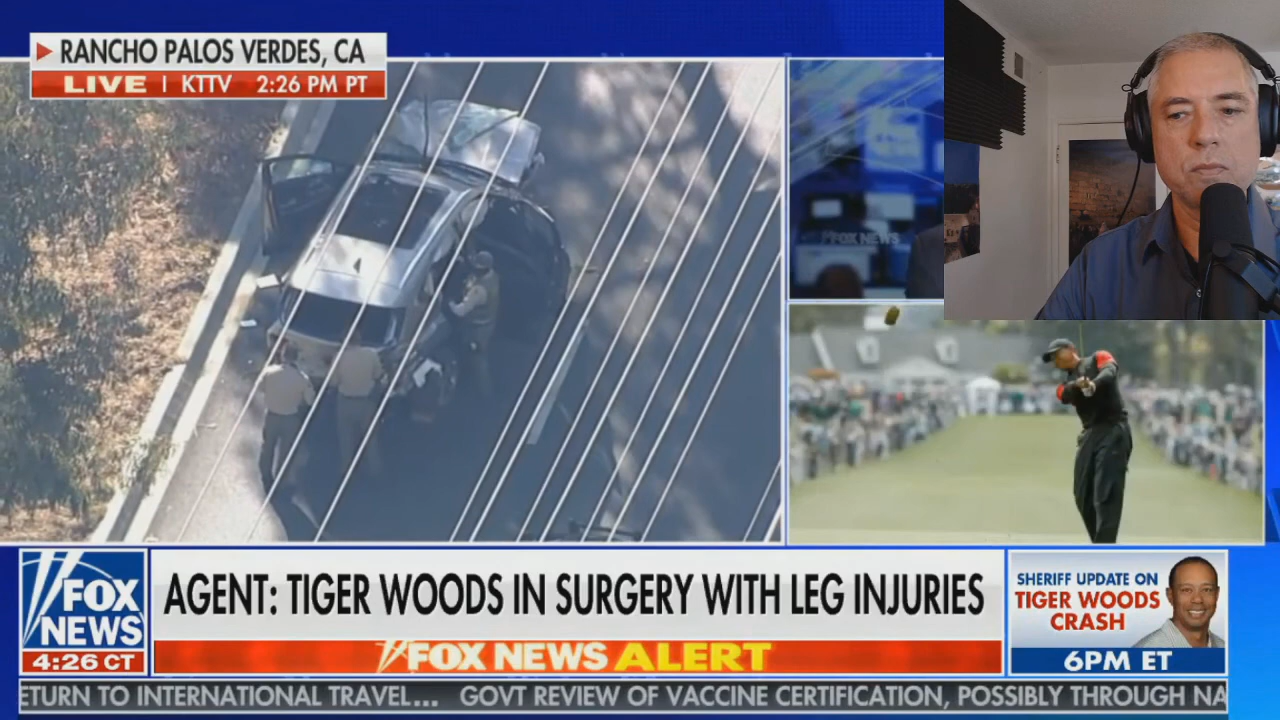 RANCHO PALOS VERDES, CA
LIVE | KTTV 2:26 PM PT
FOX NEWS
AGENT: TIGER WOODS IN SURGERY WITH LEG INJURIES
FOX NEWS ALERT
FOX
NEWS
4:26 CT
SHERIFF UPDATE ON
TIGER WOODS
CRASH
6PM ET
ETURN TO INTERNATIONAL TRAVEL... GOVT REVIEW OF VACCINE CERTIFICATION, POSSIBLY THROUGH NA